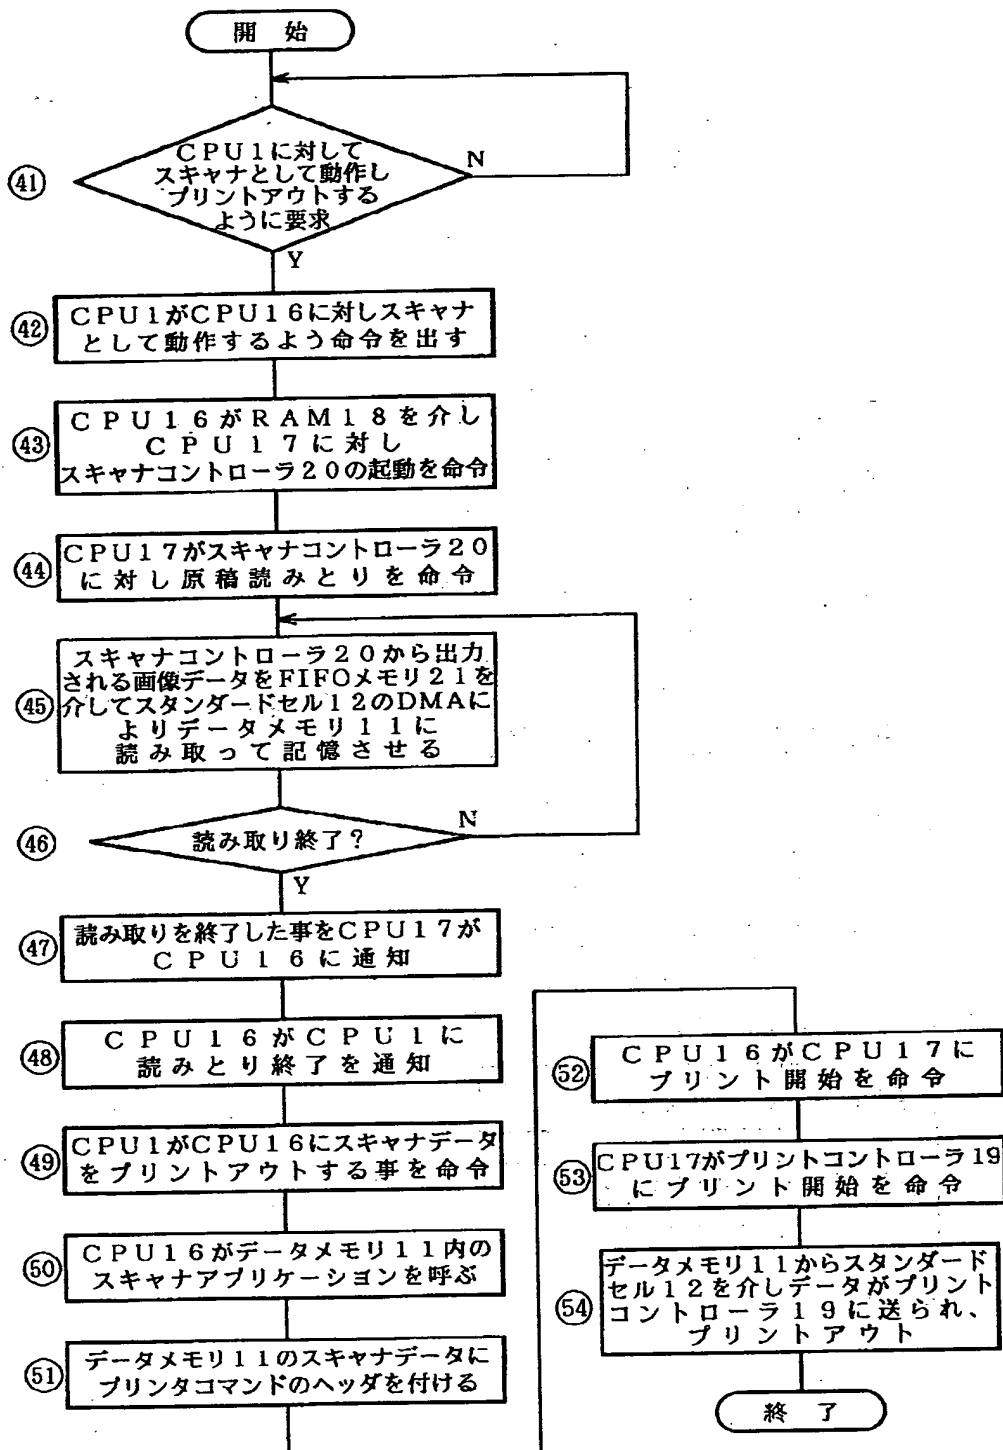 開 始
CPU1に対して
スキャナとして動作し
プリントアウトする
ように要求
N
㊶
Y
CPU1がCPU16に対しスキャナ
として動作するよう命令を出す
㊷
CPU16がRAM18を介し
CPU17に対し
スキャナコントローラ20の起動を命令
㊸
CPU17がスキャナコントローラ20
に対し原稿読みとりを命令
㊹
スキャナコントローラ20から出力
される画像データをFIFOメモリ21を
介してスタンダードセル12のDMAに
よりデータメモリ11に
読み取って記憶させる
㊺
読み取り終了?
N
㊻
Y
読み取りを終了した事をCPU17が
CPU16に通知
㊼
CPU16がCPU1に
読みとり終了を通知
㊽
CPU1がCPU16にスキャナデータ
をプリントアウトする事を命令
㊾
CPU16がデータメモリ11内の
スキャナアプリケーションを呼ぶ
㊿
データメモリ11のスキャナデータに
プリンタコマンドのヘッダを付ける
51
CPU16がCPU17に
プリント開始を命令
52
CPU17がプリントコントローラ19
にプリント開始を命令
53
データメモリ11からスタンダード
セル12を介しデータがプリント
コントローラ19に送られ、
プリントアウト
54
終 了